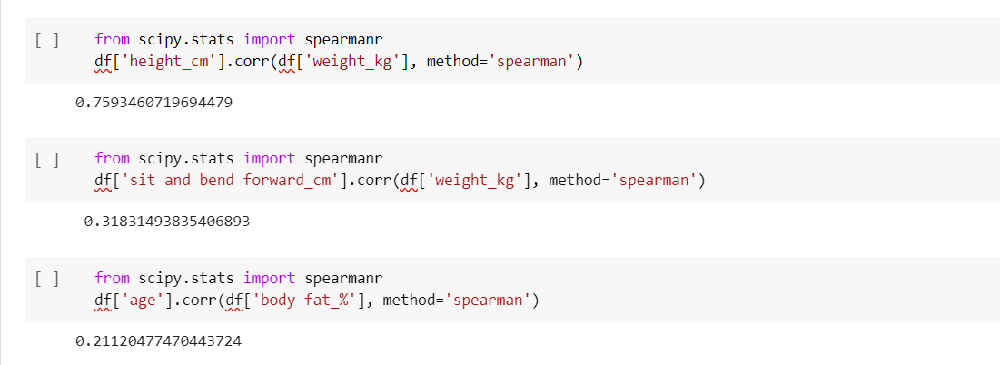 [ ] from scipy.stats import spearmanr
df['height_cm'].corr(df['weight_kg'], method='spearman')
0.7593460719694479
[ ] from scipy.stats import spearmanr
df['sit and bend forward_cm'].corr(df['weight_kg'], method='spearman')
-0.31831493835406893
[ ] from scipy.stats import spearmanr
df['age'].corr(df['body fat_%'], method='spearman')
0.21120477470443724